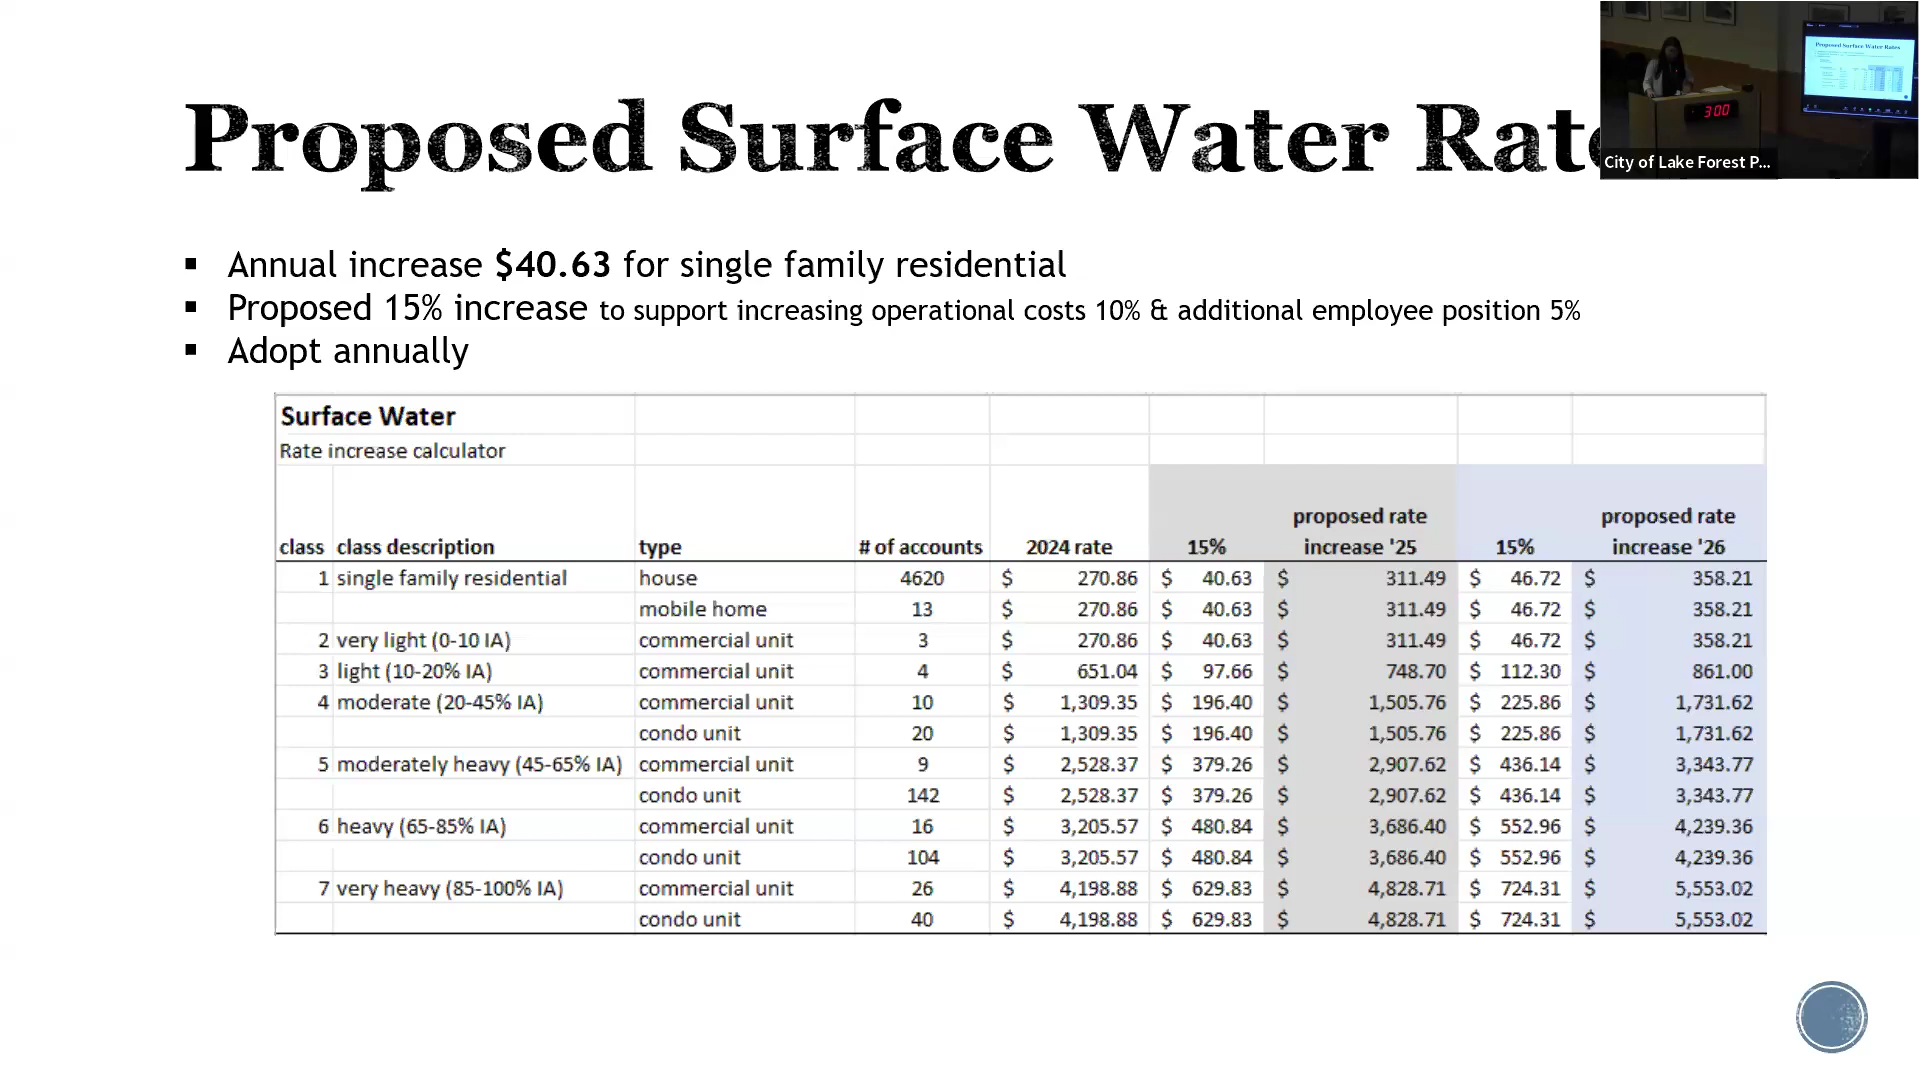 Proposed Surface Water Rate
3:00
City of Lake Forest P...
▪ Annual increase $40.63 for single family residential
▪ Proposed 15% increase to support increasing operational costs 10% & additional employee position 5%
▪ Adopt annually
Surface Water
Rate increase calculator
class class description type # of accounts 2024 rate 15% proposed rate increase '25 15% proposed rate increase '26
1 single family residential house 4620 $ 270.86 $ 40.63 $ 311.49 $ 46.72 $ 358.21
mobile home 13 $ 270.86 $ 40.63 $ 311.49 $ 46.72 $ 358.21
2 very light (0-10 IA) commercial unit 3 $ 270.86 $ 40.63 $ 311.49 $ 46.72 $ 358.21
3 light (10-20% IA) commercial unit 4 $ 651.04 $ 97.66 $ 748.70 $ 112.30 $ 861.00
4 moderate (20-45% IA) commercial unit 10 $ 1,309.35 $ 196.40 $ 1,505.76 $ 225.86 $ 1,731.62
condo unit 20 $ 1,309.35 $ 196.40 $ 1,505.76 $ 225.86 $ 1,731.62
5 moderately heavy (45-65% IA) commercial unit 9 $ 2,528.37 $ 379.26 $ 2,907.62 $ 436.14 $ 3,343.77
condo unit 142 $ 2,528.37 $ 379.26 $ 2,907.62 $ 436.14 $ 3,343.77
6 heavy (65-85% IA) commercial unit 16 $ 3,205.57 $ 480.84 $ 3,686.40 $ 552.96 $ 4,239.36
condo unit 104 $ 3,205.57 $ 480.84 $ 3,686.40 $ 552.96 $ 4,239.36
7 very heavy (85-100% IA) commercial unit 26 $ 4,198.88 $ 629.83 $ 4,828.71 $ 724.31 $ 5,553.02
condo unit 40 $ 4,198.88 $ 629.83 $ 4,828.71 $ 724.31 $ 5,553.02